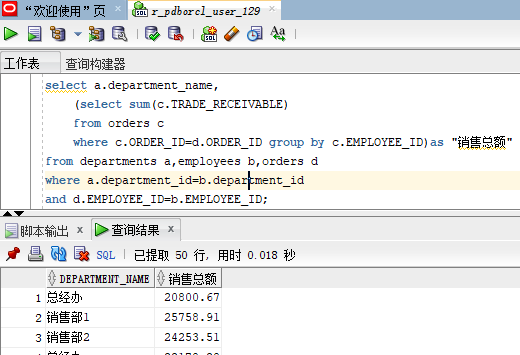 “欢迎使用”页
r_pdborcl_user_129
SQL
Aa
工作表
查询构建器
select a.department_name,
(select sum(c.TRADE_RECEIVABLE)
from orders c
where c.ORDER_ID=d.ORDER_ID group by c.EMPLOYEE_ID)as "销售总额"
from departments a,employees b,orders d
where a.department_id=b.department_id
and d.EMPLOYEE_ID=b.EMPLOYEE_ID;
脚本输出 x
查询结果 x
SQL | 已提取 50 行, 用时 0.018 秒
DEPARTMENT_NAME 销售总额
1 总经办 20800.67
2 销售部1 25758.91
3 销售部2 24253.51